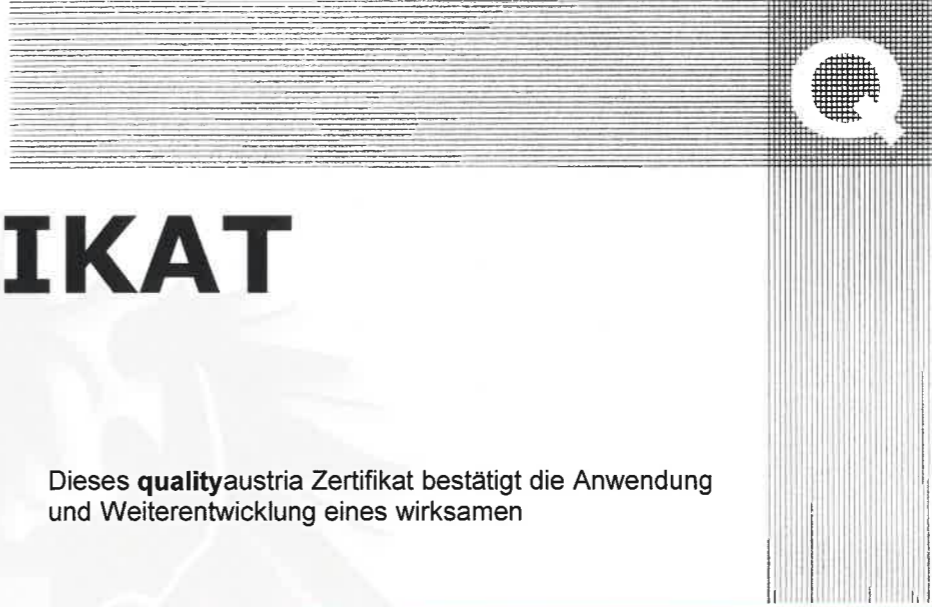 Q
IKAT
Dieses qualityaustria Zertifikat bestätigt die Anwendung
und Weiterentwicklung eines wirksamen